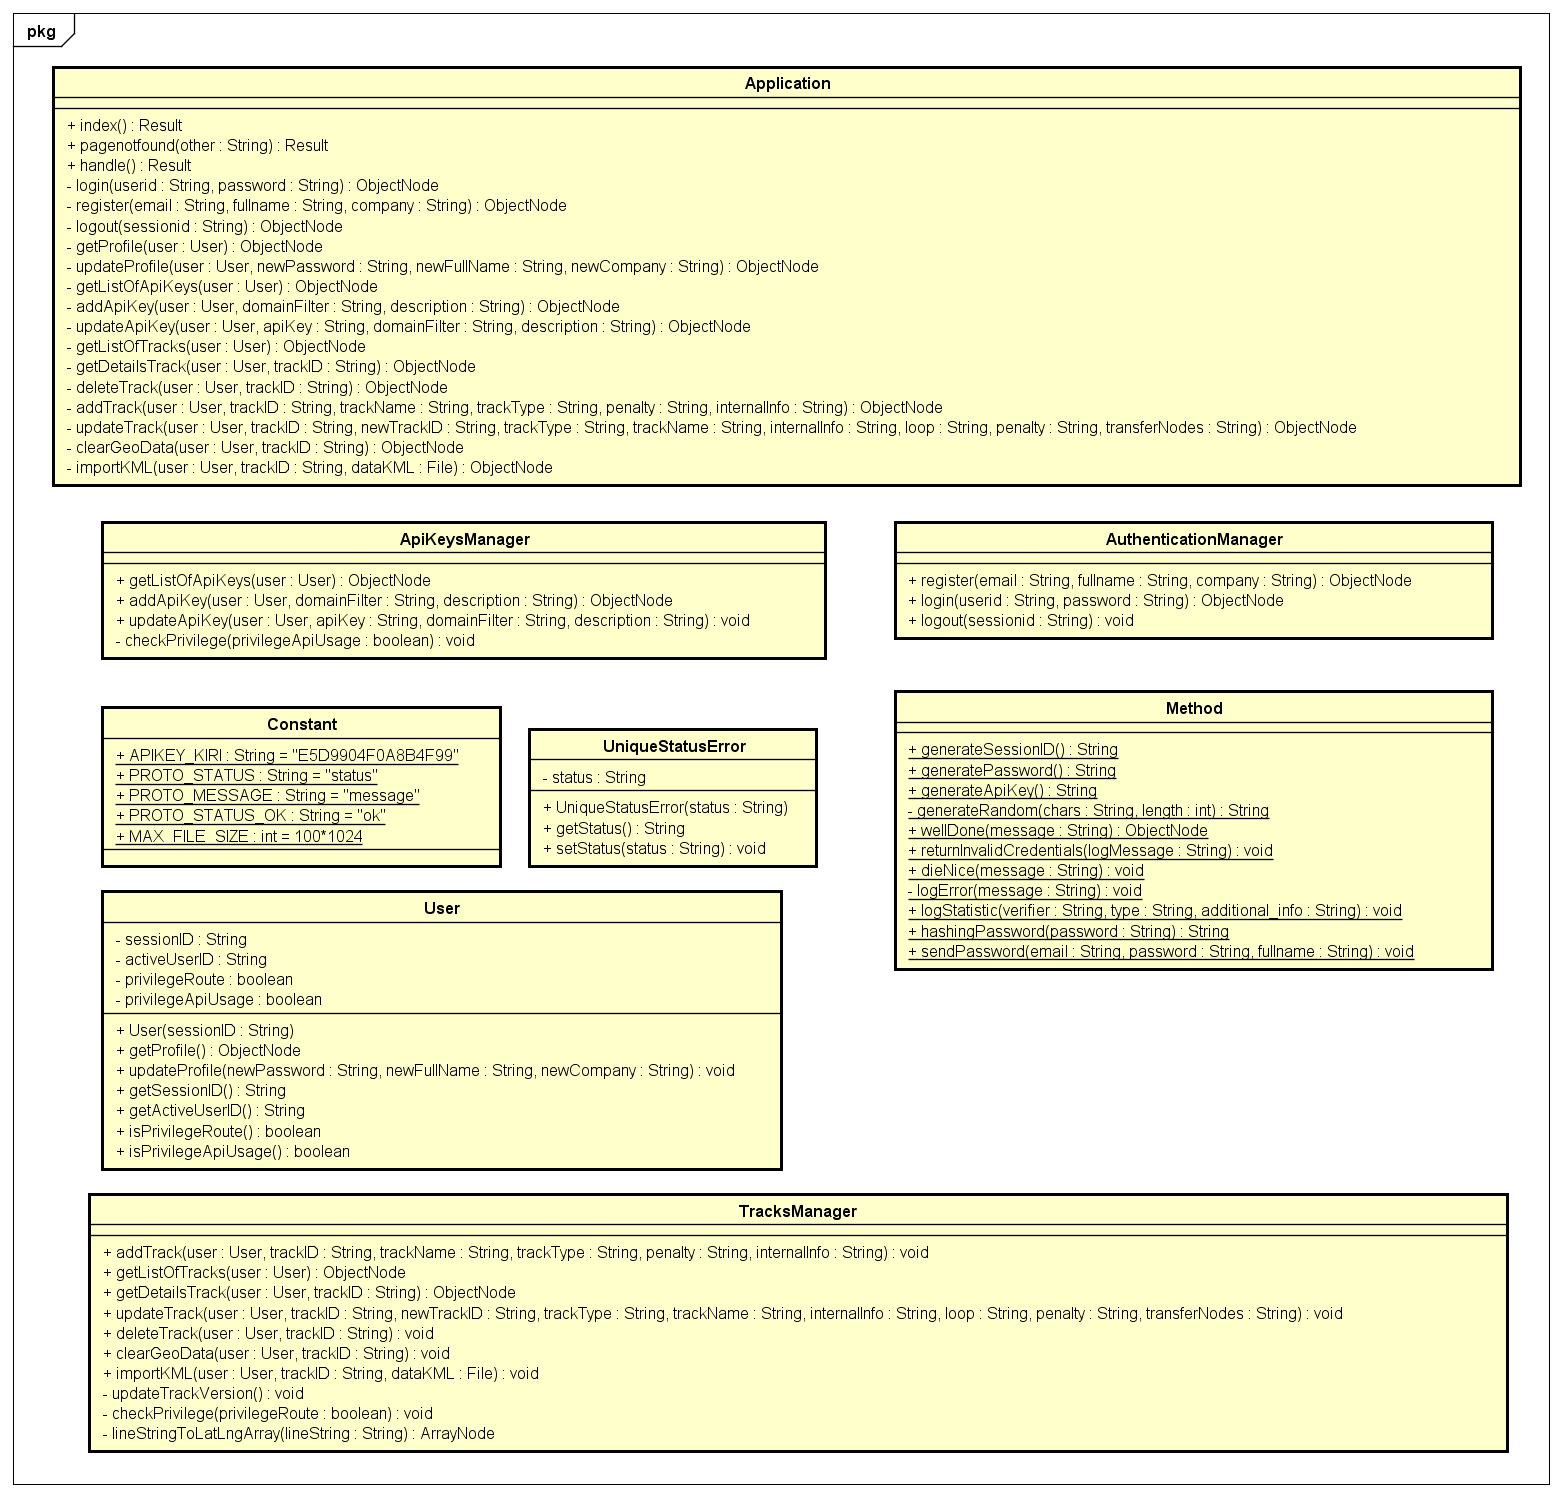 pkg
Application
+ index() : Result
+ pagenotfound(other : String) : Result
+ handle() : Result
- login(userid : String, password : String) : ObjectNode
- register(email : String, fullname : String, company : String) : ObjectNode
- logout(sessionid : String) : ObjectNode
- getProfile(user : User) : ObjectNode
- updateProfile(user : User, newPassword : String, newFullName : String, newCompany : String) : ObjectNode
- getListOfApiKeys(user : User) : ObjectNode
- addApiKey(user : User, domainFilter : String, description : String) : ObjectNode
- updateApiKey(user : User, apiKey : String, domainFilter : String, description : String) : ObjectNode
- getListOfTracks(user : User) : ObjectNode
- getDetailsTrack(user : User, trackID : String) : ObjectNode
- deleteTrack(user : User, trackID : String) : ObjectNode
- addTrack(user : User, trackID : String, trackName : String, trackType : String, penalty : String, internalInfo : String) : ObjectNode
- updateTrack(user : User, trackID : String, newTrackID : String, trackType : String, trackName : String, internalInfo : String, loop : String, penalty : String, transferNodes : String) : ObjectNode
- clearGeoData(user : User, trackID : String) : ObjectNode
- importKML(user : User, trackID : String, dataKML : File) : ObjectNode
ApiKeysManager
+ getListOfApiKeys(user : User) : ObjectNode
+ addApiKey(user : User, domainFilter : String, description : String) : ObjectNode
+ updateApiKey(user : User, apiKey : String, domainFilter : String, description : String) : void
- checkPrivilege(privilegeApiUsage : boolean) : void
AuthenticationManager
+ register(email : String, fullname : String, company : String) : ObjectNode
+ login(userid : String, password : String) : ObjectNode
+ logout(sessionid : String) : void
Constant
+ APIKEY_KIRI : String = "E5D9904F0A8B4F99"
+ PROTO_STATUS : String = "status"
+ PROTO_MESSAGE : String = "message"
+ PROTO_STATUS_OK : String = "ok"
+ MAX_FILE_SIZE : int = 100*1024
UniqueStatusError
- status : String
+ UniqueStatusError(status : String)
+ getStatus() : String
+ setStatus(status : String) : void
Method
+ generateSessionID() : String
+ generatePassword() : String
+ generateApiKey() : String
- generateRandom(chars : String, length : int) : String
+ wellDone(message : String) : ObjectNode
+ returnInvalidCredentials(logMessage : String) : void
+ dieNice(message : String) : void
- logError(message : String) : void
+ logStatistic(verifier : String, type : String, additional_info : String) : void
+ hashingPassword(password : String) : String
+ sendPassword(email : String, password : String, fullname : String) : void
User
- sessionID : String
- activeUserID : String
- privilegeRoute : boolean
- privilegeApiUsage : boolean
+ User(sessionID : String)
+ getProfile() : ObjectNode
+ updateProfile(newPassword : String, newFullName : String, newCompany : String) : void
+ getSessionID() : String
+ getActiveUserID() : String
+ isPrivilegeRoute() : boolean
+ isPrivilegeApiUsage() : boolean
TracksManager
+ addTrack(user : User, trackID : String, trackName : String, trackType : String, penalty : String, internalInfo : String) : void
+ getListOfTracks(user : User) : ObjectNode
+ getDetailsTrack(user : User, trackID : String) : ObjectNode
+ updateTrack(user : User, trackID : String, newTrackID : String, trackType : String, trackName : String, internalInfo : String, loop : String, penalty : String, transferNodes : String) : void
+ deleteTrack(user : User, trackID : String) : void
+ clearGeoData(user : User, trackID : String) : void
+ importKML(user : User, trackID : String, dataKML : File) : void
- updateTrackVersion() : void
- checkPrivilege(privilegeRoute : boolean) : void
- lineStringToLatLngArray(lineString : String) : ArrayNode